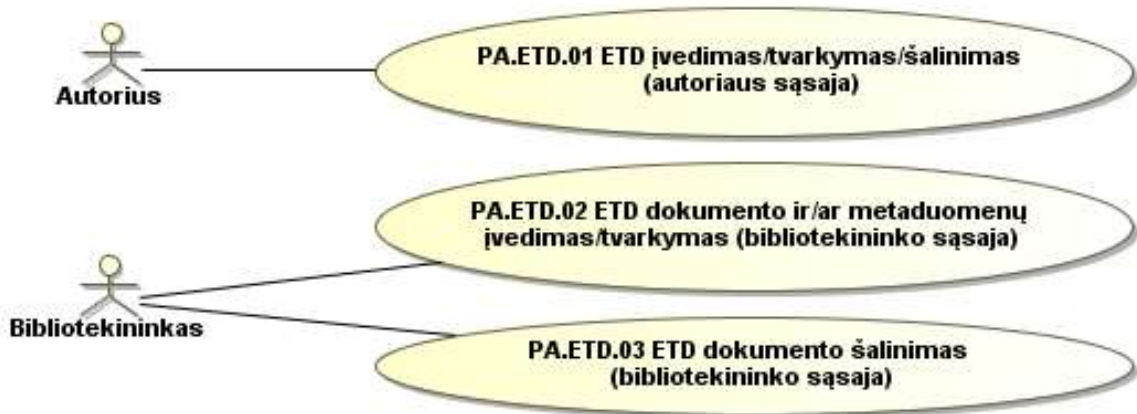 PA.ETD.01 ETD įvedimas/tvarkymas/šalinimas
(autoriaus sąsaja)
Autorius
PA.ETD.02 ETD dokumento ir/ar metaduomenų
įvedimas/tvarkymas (bibliotekininko sąsaja)
Bibliotekininkas
PA.ETD.03 ETD dokumento šalinimas
(bibliotekininko sąsaja)